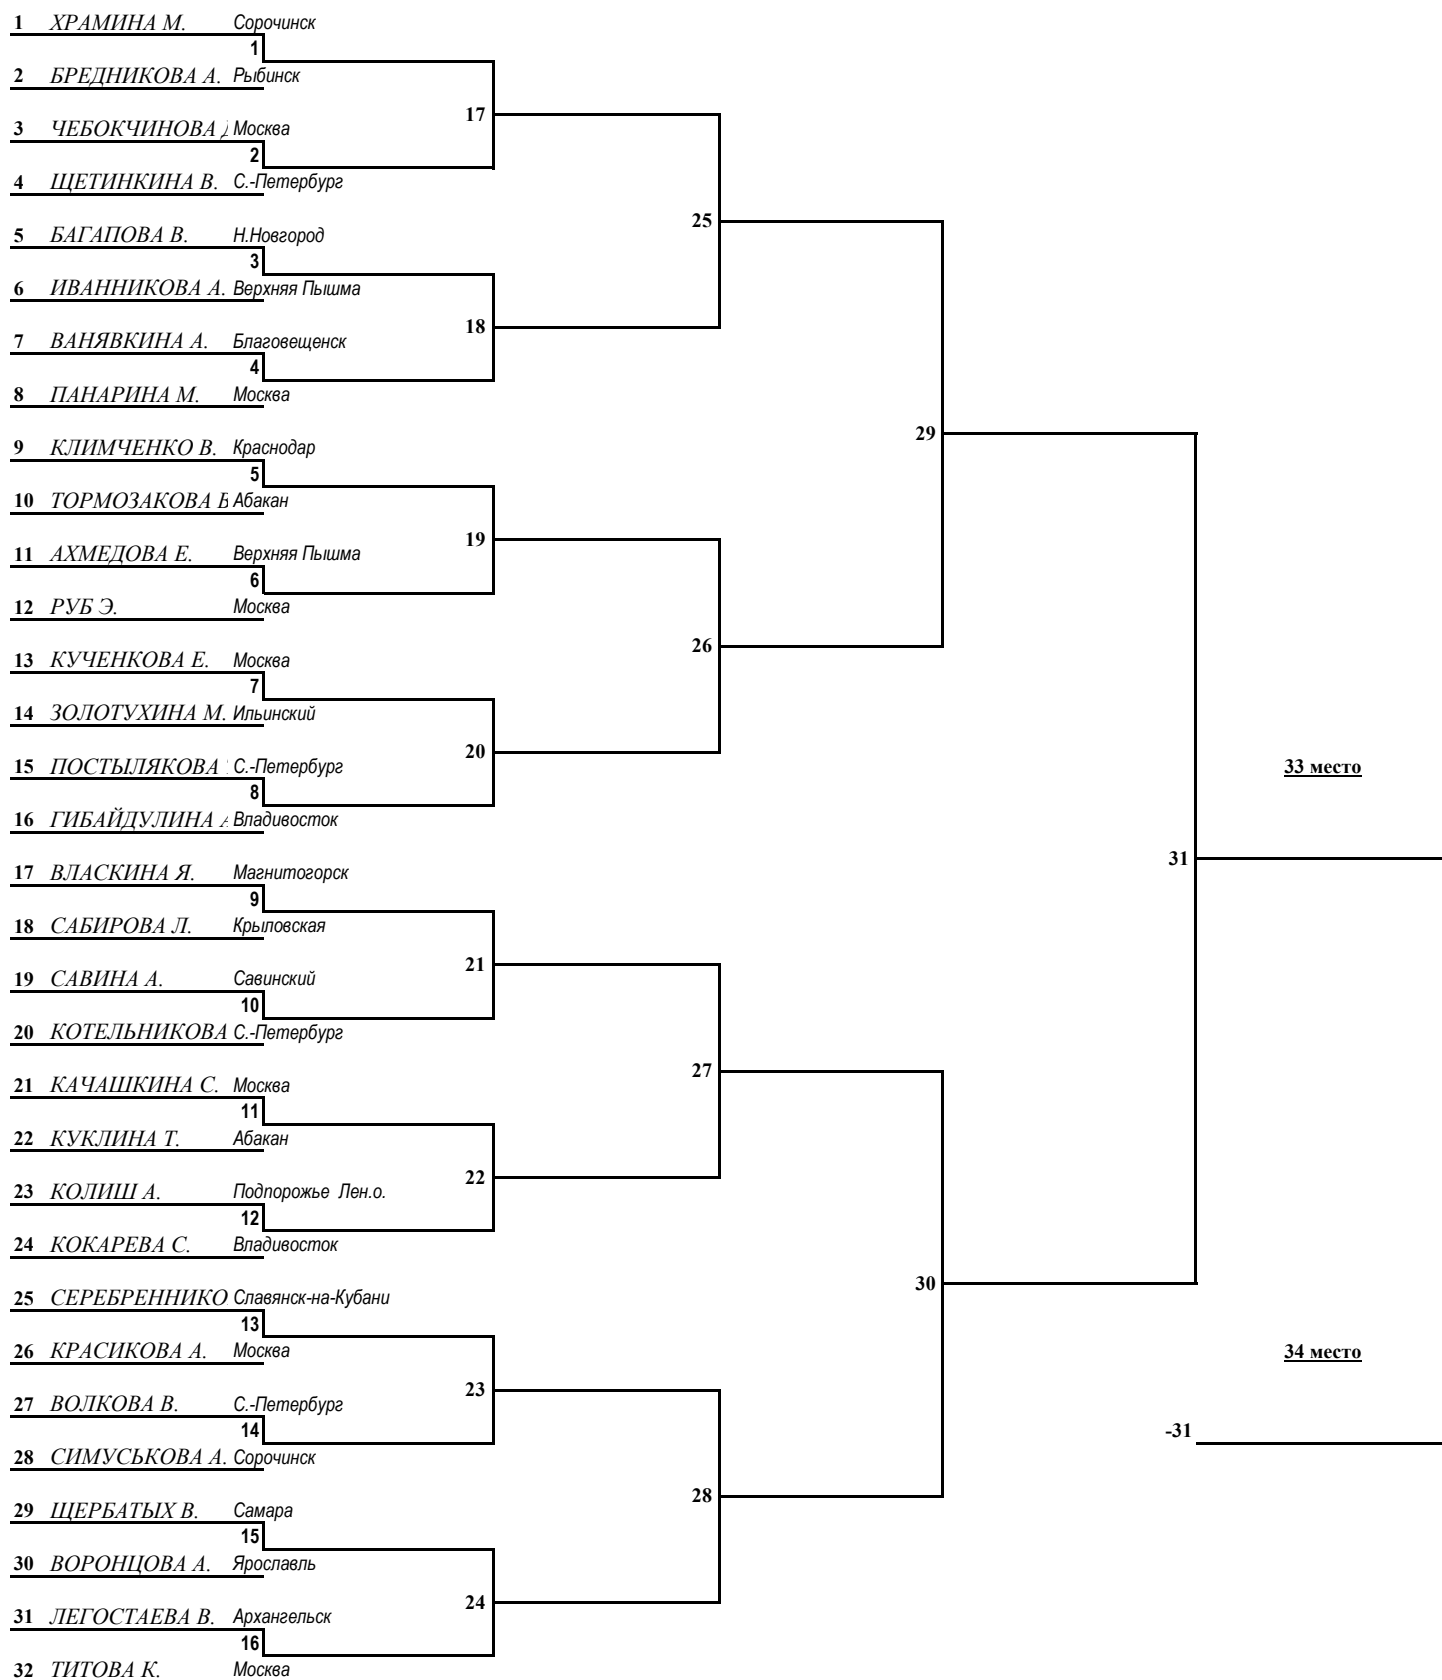 1 ХРАМИНА М. Сорочинск
1
2 БРЕДНИКОВА А. Рыбинск
17
3 ЧЕБОКЧИНОВА Москва
2
4 ЩЕТИНКИНА В. С.-Петербург
25
5 БАГАПОВА В. Н.Новгород
3
6 ИВАННИКОВА А. Верхняя Пышма
18
7 ВАНЯВКИНА А. Благовещенск
4
8 ПАНАРИНА М. Москва
29
9 КЛИМЧЕНКО В. Краснодар
5
10 ТОРМОЗАКОВА Абакан
19
11 АХМЕДОВА Е. Верхняя Пышма
6
12 РУБ Э. Москва
26
13 КУЧЕНКОВА Е. Москва
7
14 ЗОЛОТУХИНА М. Ильинский
20
15 ПОСТЫЛЯКОВА С.-Петербург
33 место
8
16 ГИБАЙДУЛИНА Владивосток
31
17 ВЛАСКИНА Я. Магнитогорск
9
18 САБИРОВА Л. Крыловская
21
19 САВИНА А. Савинский
10
20 КОТЕЛЬНИКОВА С.-Петербург
27
21 КАЧАШКИНА С. Москва
11
22 КУКЛИНА Т. Абакан
22
23 КОЛИШ А. Подпорожье Лен.о.
12
24 КОКАРЕВА С. Владивосток
30
25 СЕРЕБРЕННИКО Славянск-на-Кубани
13
26 КРАСИКОВА А. Москва
34 место
23
27 ВОЛКОВА В. С.-Петербург
14
-31
28 СИМУСЬКОВА А. Сорочинск
28
29 ЩЕРБАТЫХ В. Самара
15
30 ВОРОНЦОВА А. Ярославль
24
31 ЛЕГОСТАЕВА В. Архангельск
16
32 ТИТОВА К. Москва